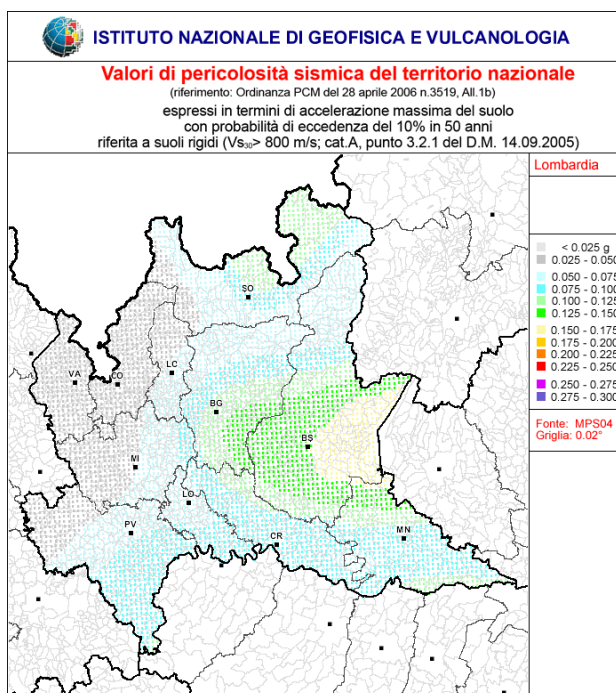 ISTITUTO NAZIONALE DI GEOFISICA E VULCANOLOGIA
Valori di pericolosità sismica del territorio nazionale
(riferimento: Ordinanza PCM del 28 aprile 2006 n.3519, All.1b)
espressi in termini di accelerazione massima del suolo
con probabilità di eccedenza del 10% in 50 anni
riferita a suoli rigidi (Vs30> 800 m/s; cat.A, punto 3.2.1 del D.M. 14.09.2005)
Lombardia
< 0.025 g
0.025 - 0.050
0.050 - 0.075
0.075 - 0.100
0.100 - 0.125
0.125 - 0.150
0.150 - 0.175
0.175 - 0.200
0.200 - 0.225
0.225 - 0.250
0.250 - 0.275
0.275 - 0.300
Fonte: MPS04
Griglia: 0.02°
SO
LC
VA
CO
BG
BS
MI
LO
PV
CR
MN